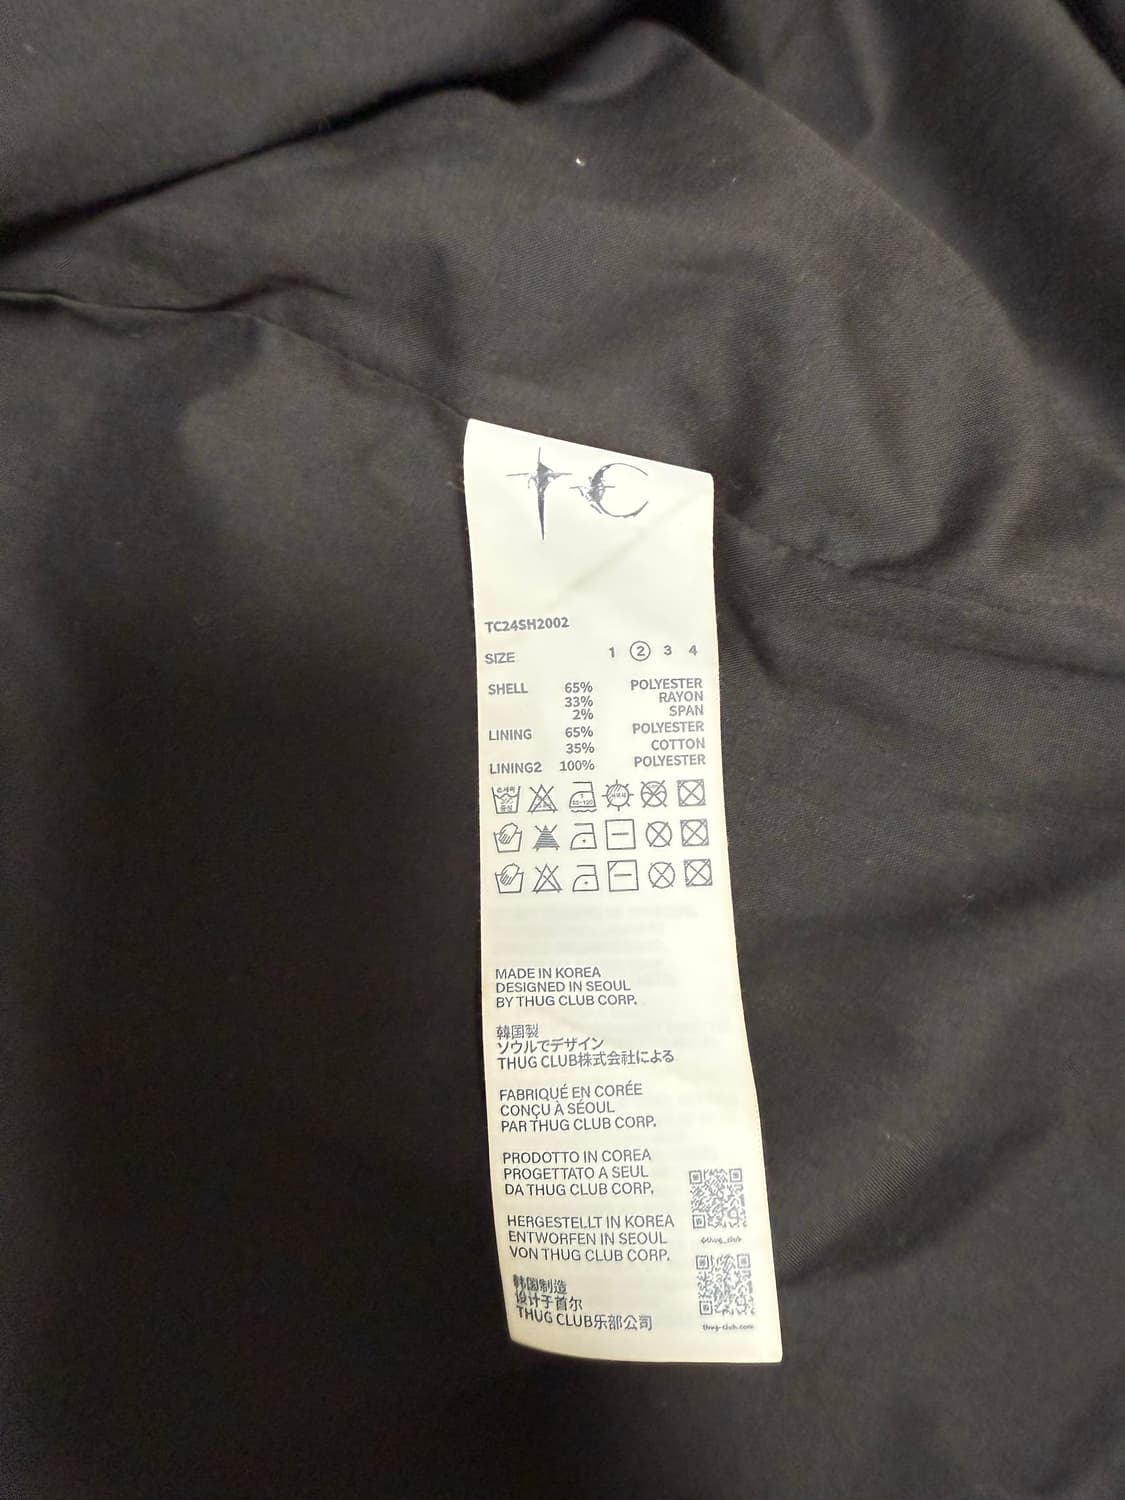 TC
TC24SH2002
SIZE 1 2 3 4
SHELL 65% POLYESTER
33% RAYON
2% SPAN
LINING 65% POLYESTER
35% COTTON
LINING2 100% POLYESTER
MADE IN KOREA
DESIGNED IN SEOUL
BY THUG CLUB CORP.
韓国製
ソウルでデザイン
THUG CLUB株式会社による
FABRIQUÉ EN CORÉE
CONÇU À SÉOUL
PAR THUG CLUB CORP.
PRODOTTO IN COREA
PROGETTATO A SEUL
DA THUG CLUB CORP.
@thug_club
HERGESTELLT IN KOREA
ENTWORFEN IN SEOUL
VON THUG CLUB CORP.
韩国制造
设计于首尔
THUG CLUB乐部公司
thug-club.com